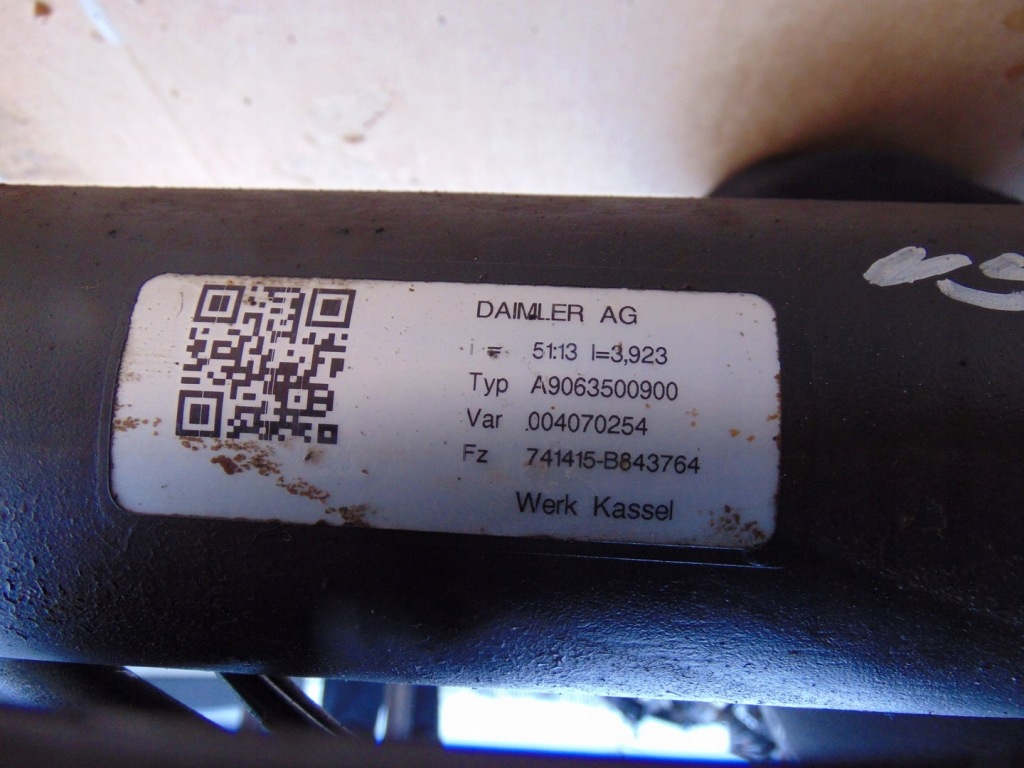 DAIMLER AG
i = 51:13 I=3,923
Typ A9063500900
Var 004070254
Fz 741415-B843764
Werk Kassel